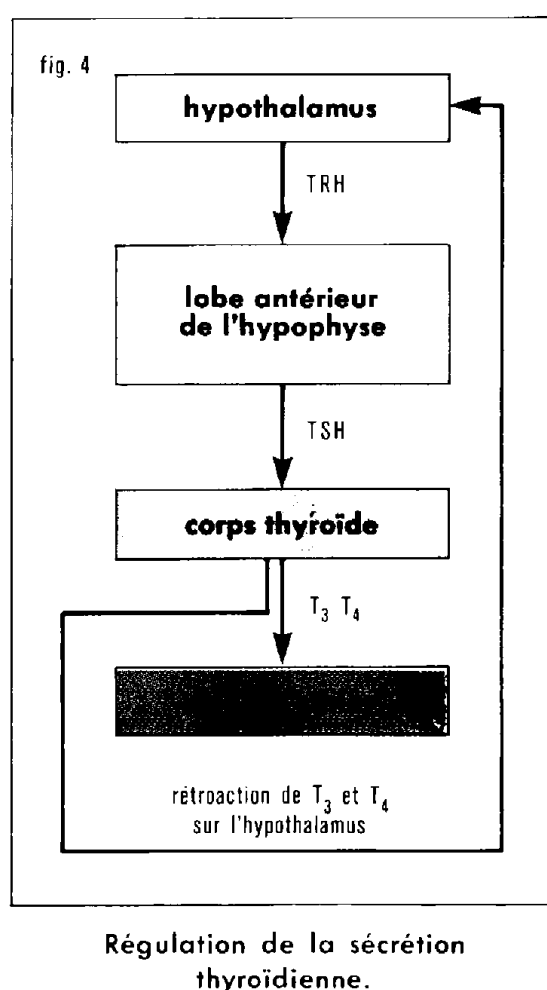 fig. 4
hypothalamus
TRH
lobe antérieur
de l'hypophyse
TSH
corps thyroïde
T₃ T₄
rétroaction de T₃ et T₄
sur l'hypothalamus
Régulation de la sécrétion
thyroïdienne.